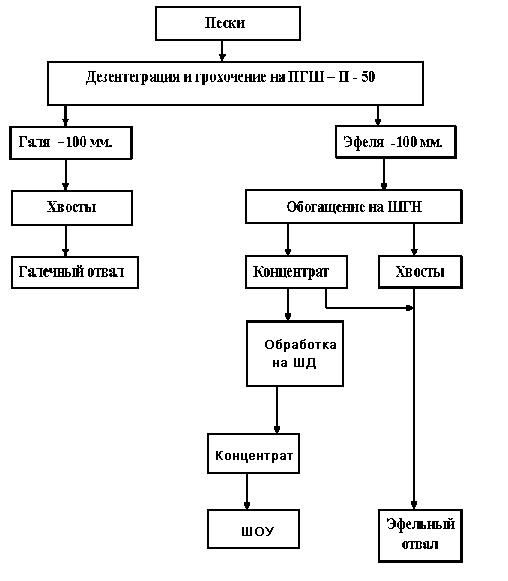 Пески
Дезентеграция и грохочение на ПГШ – П - 50
Галя –100 мм.
Эфеля -100 мм.
Хвосты
Обогащение на ШГН
Галечный отвал
Концентрат
Хвосты
Обработка
на ШД
Концентрат
ШОУ
Эфельный
отвал